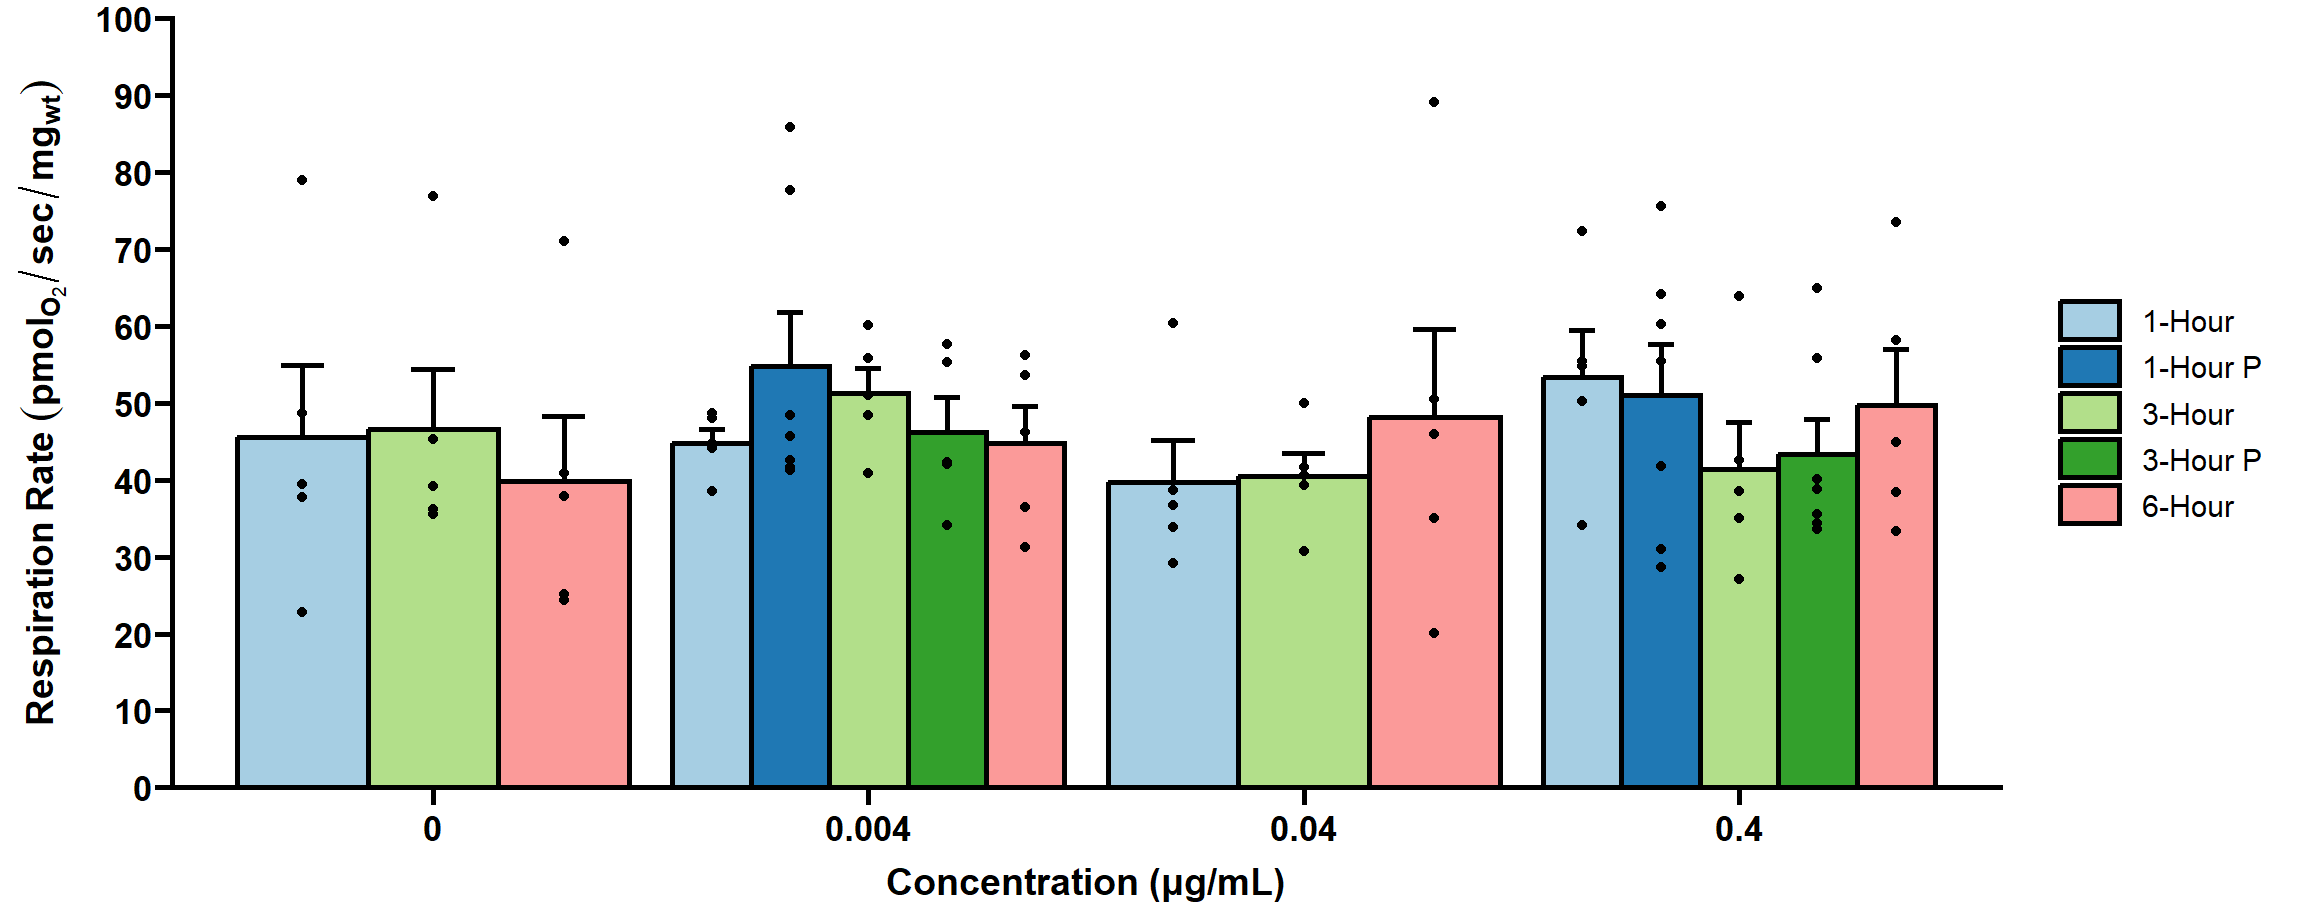 Respiration Rate (pmolO2/sec/mgwt)
100
90
80
70
60
50
40
30
20
10
0
0 0.004 0.04 0.4
Concentration (µg/mL)
1-Hour
1-Hour P
3-Hour
3-Hour P
6-Hour